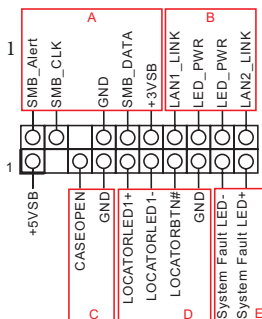 A
B
1
SMB_Alert
SMB_CLK
GND
SMB_DATA
+3VSB
LAN1_LINK
LED_PWR
LED_PWR
LAN2_LINK
1
+5VSB
CASEOPEN
GND
LOCATORLED1+
LOCATORLED1-
LOCATORBTN#
GND
System Fault LED-
System Fault LED+
C
D
E